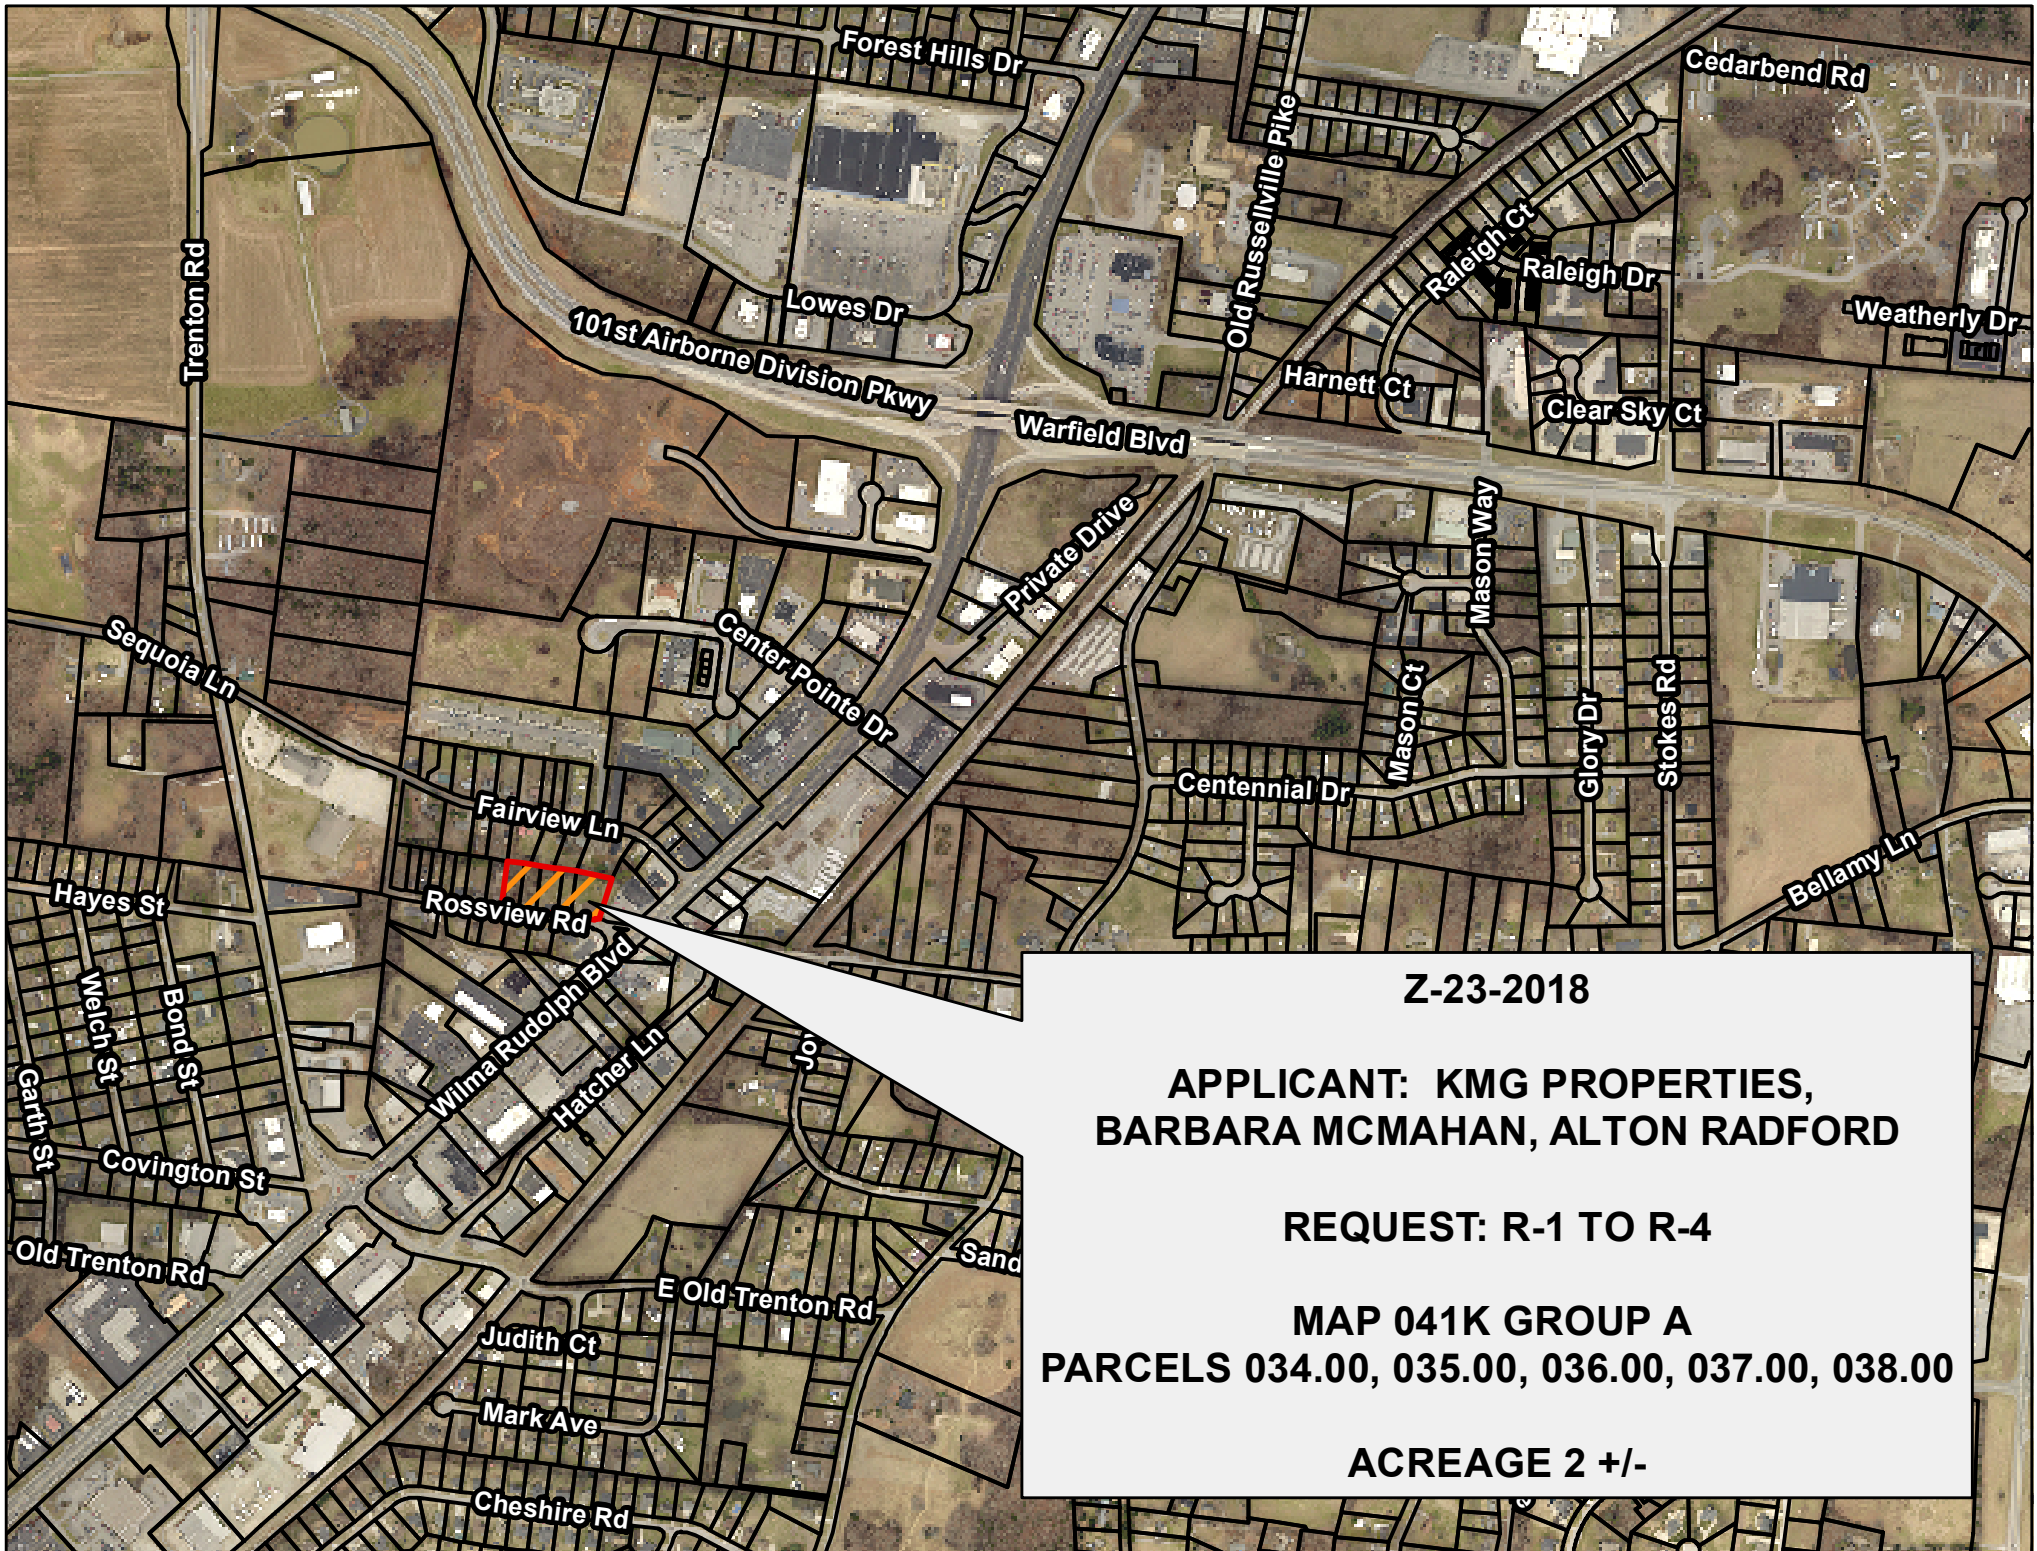 Forest Hills Dr
Cedarbend Rd
Old Russellville Pike
Raleigh Ct
Raleigh Dr
Trenton Rd
Lowes Dr
Weatherly Dr
101st Airborne Division Pkwy
Harnett Ct
Clear Sky Ct
Warfield Blvd
Private Drive
Mason Way
Sequoia Ln
Center Pointe Dr
Mason Ct
Glory Dr
Stokes Rd
Centennial Dr
Fairview Ln
Bellamy Ln
Hayes St
Rossview Rd
Welch St
Bond St
Wilma Rudolph Blvd
Hatcher Ln
Garth St
Covington St
Old Trenton Rd
E Old Trenton Rd
Sand
Judith Ct
Mark Ave
Cheshire Rd
Jo
Z-23-2018
APPLICANT: KMG PROPERTIES,
BARBARA MCMAHAN, ALTON RADFORD
REQUEST: R-1 TO R-4
MAP 041K GROUP A
PARCELS 034.00, 035.00, 036.00, 037.00, 038.00
ACREAGE 2 +/-